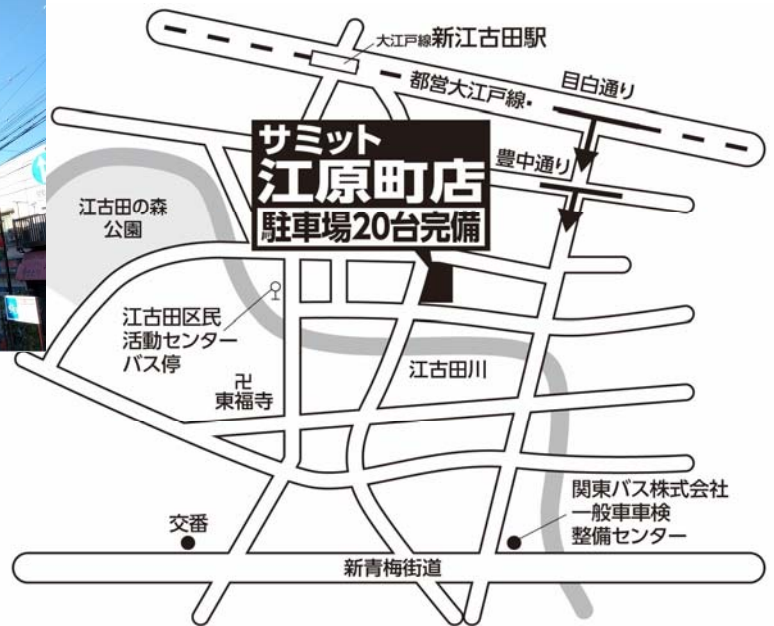 大江戸線新江古田駅
都営大江戸線
目白通り
サミット
江原町店
駐車場20台完備
豊中通り
江古田の森
公園
江古田区民
活動センター
バス停
卍
東福寺
江古田川
関東バス株式会社
一般車車検
整備センター
交番
新青梅街道